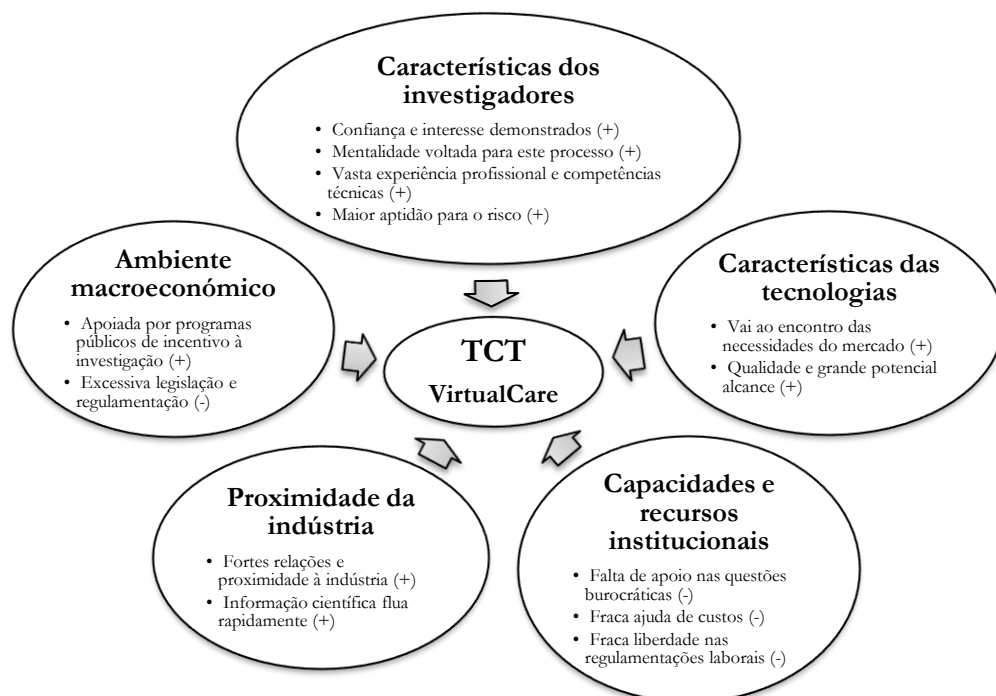 Características dos
investigadores
• Confiança e interesse demonstrados (+)
• Mentalidade voltada para este processo (+)
• Vasta experiência profissional e competências
técnicas (+)
• Maior aptidão para o risco (+)
Ambiente
macroeconómico
• Apoiada por programas
públicos de incentivo à
investigação (+)
• Excessiva legislação e
regulamentação (-)
Características das
tecnologias
• Vai ao encontro das
necessidades do mercado (+)
• Qualidade e grande potencial
alcance (+)
TCT
VirtualCare
Proximidade da
indústria
• Fortes relações e
proximidade à indústria (+)
• Informação científica flua
rapidamente (+)
Capacidades e
recursos
institucionais
• Falta de apoio nas questões
burocráticas (-)
• Fraca ajuda de custos (-)
• Fraca liberdade nas
regulamentações laborais (-)